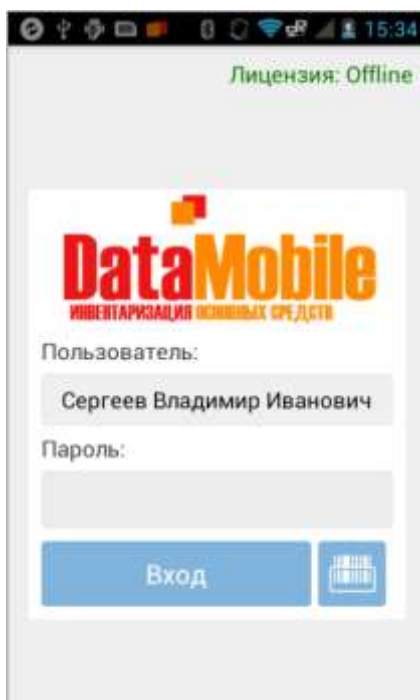 15:34
Лицензия: Offline
DataMobile
ИНВЕНТАРИЗАЦИЯ ОСНОВНЫХ СРЕДСТВ
Пользователь:
Сергеев Владимир Иванович
Пароль:
Вход